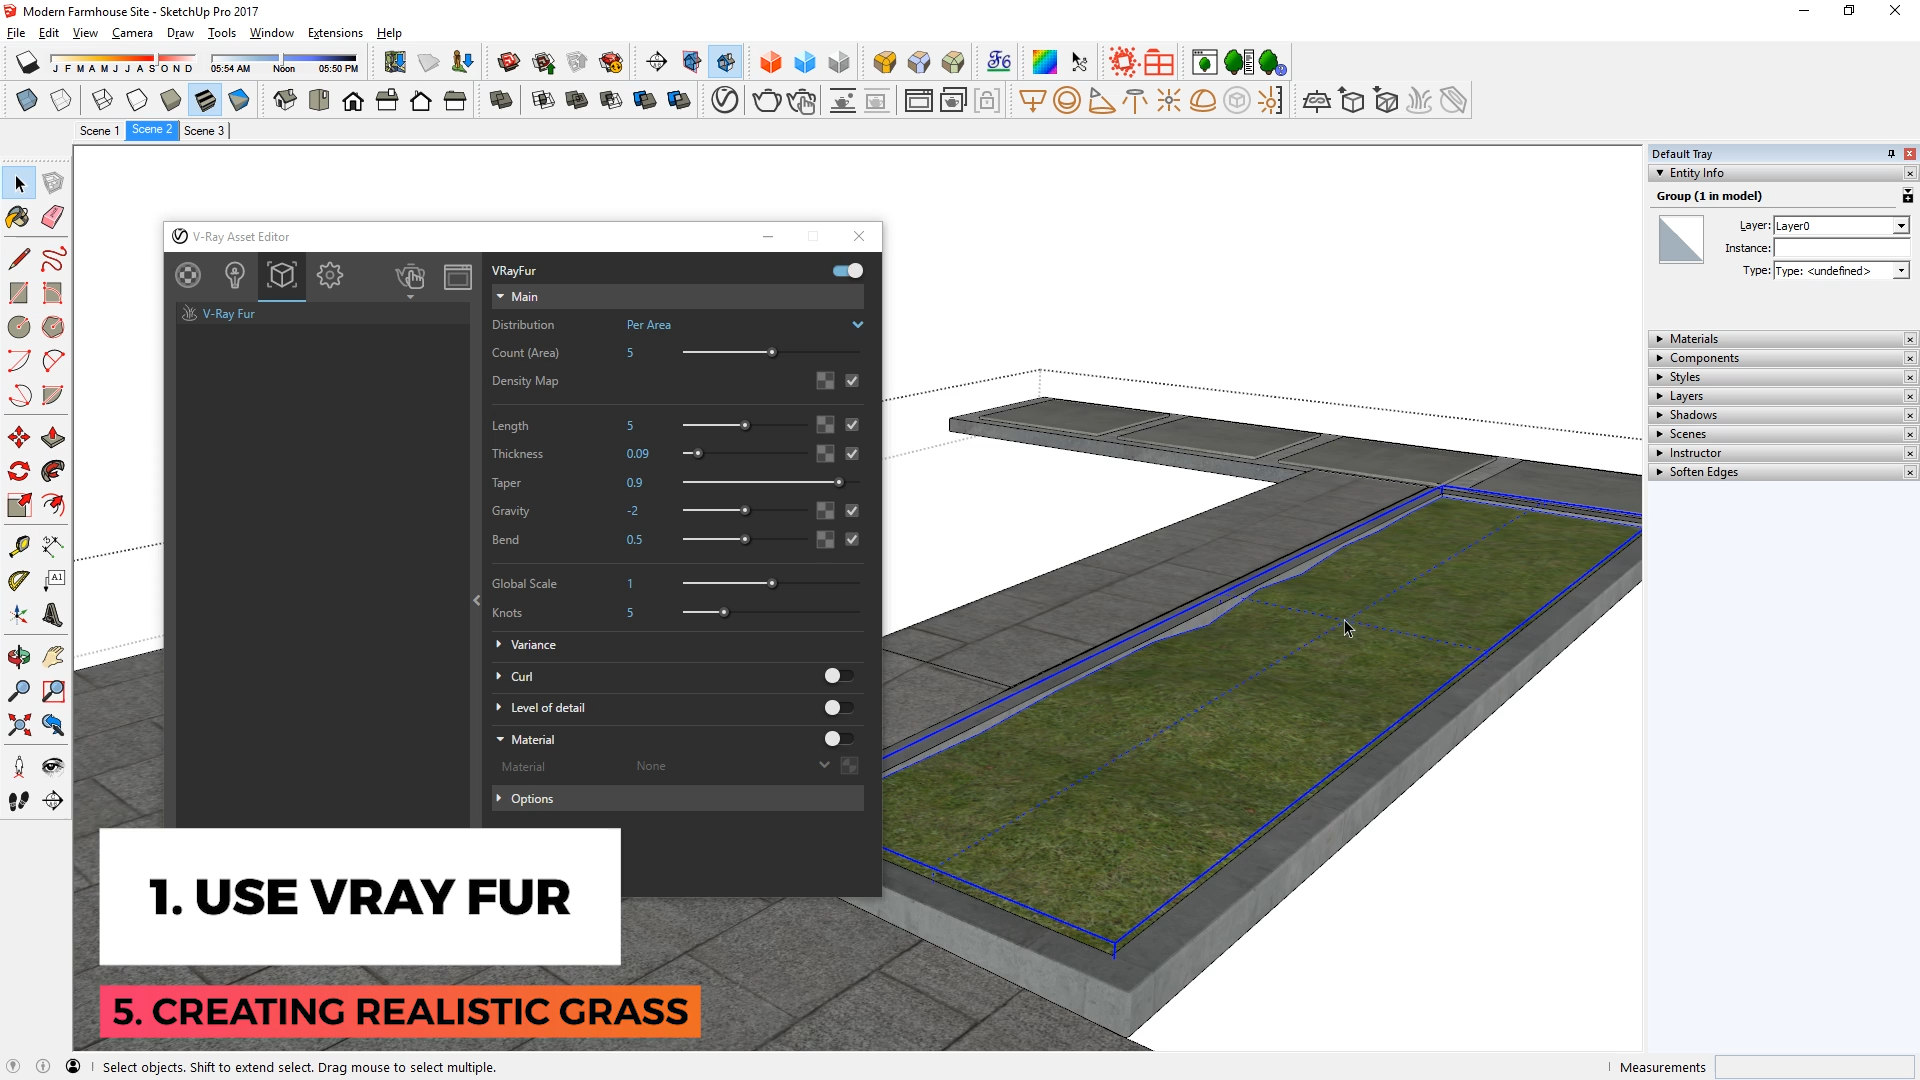 Modern Farmhouse Site - SketchUp Pro 2017
File Edit View Camera Draw Tools Window Extensions Help
J F M A M J J A S O N D
05:54 AM Noon 05:50 PM
Scene 1 Scene 2 Scene 3
Default Tray
Entity Info
Group (1 in model)
Layer: Layer0
Instance:
Type: Type: <undefined>
Materials
Components
Styles
Layers
Shadows
Scenes
Instructor
Soften Edges
V-Ray Asset Editor
V-Ray Fur
VRayFur
Main
Distribution Per Area
Count (Area) 5
Density Map
Length 5
Thickness 0.09
Taper 0.9
Gravity -2
Bend 0.5
Global Scale 1
Knots 5
Variance
Curl
Level of detail
Material
Material None
Options
A1
1. USE VRAY FUR
5. CREATING REALISTIC GRASS
Select objects. Shift to extend select. Drag mouse to select multiple.
Measurements